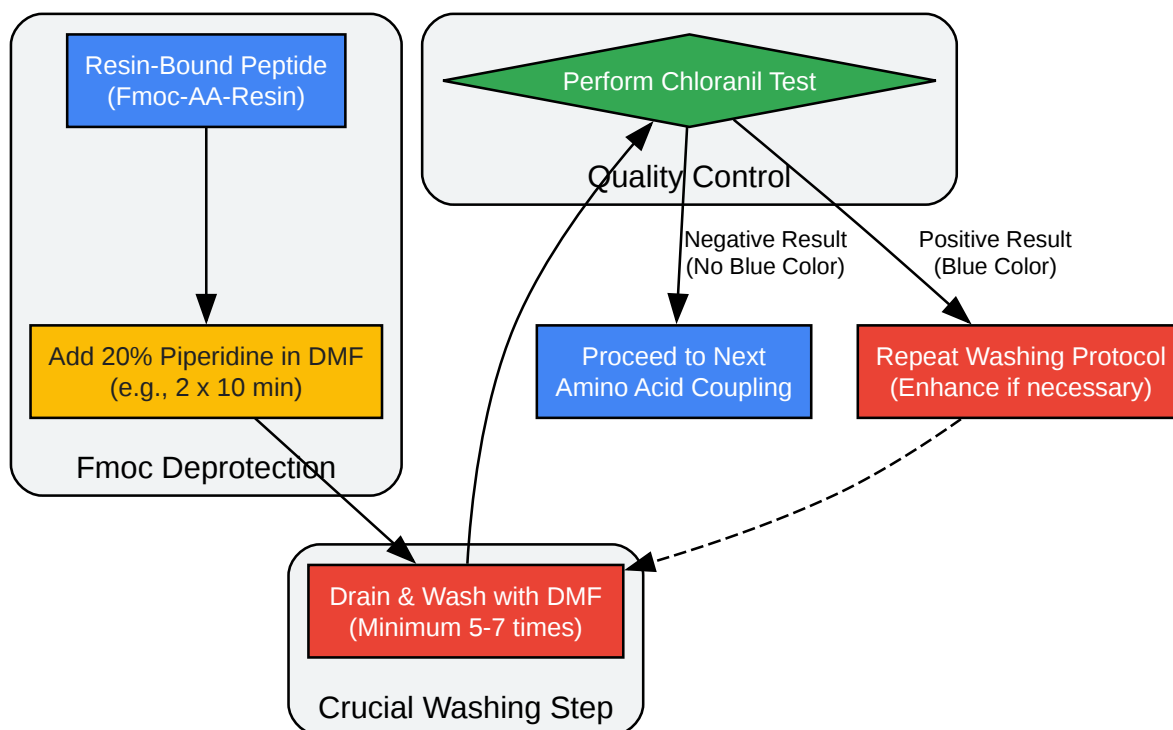 Resin-Bound Peptide
(Fmoc-AA-Resin)
Add 20% Piperidine in DMF
(e.g., 2 x 10 min)
Fmoc Deprotection
Perform Chloranil Test
Quality Control
Negative Result
(No Blue Color)
Positive Result
(Blue Color)
Proceed to Next
Amino Acid Coupling
Repeat Washing Protocol
(Enhance if necessary)
Drain & Wash with DMF
(Minimum 5-7 times)
Crucial Washing Step